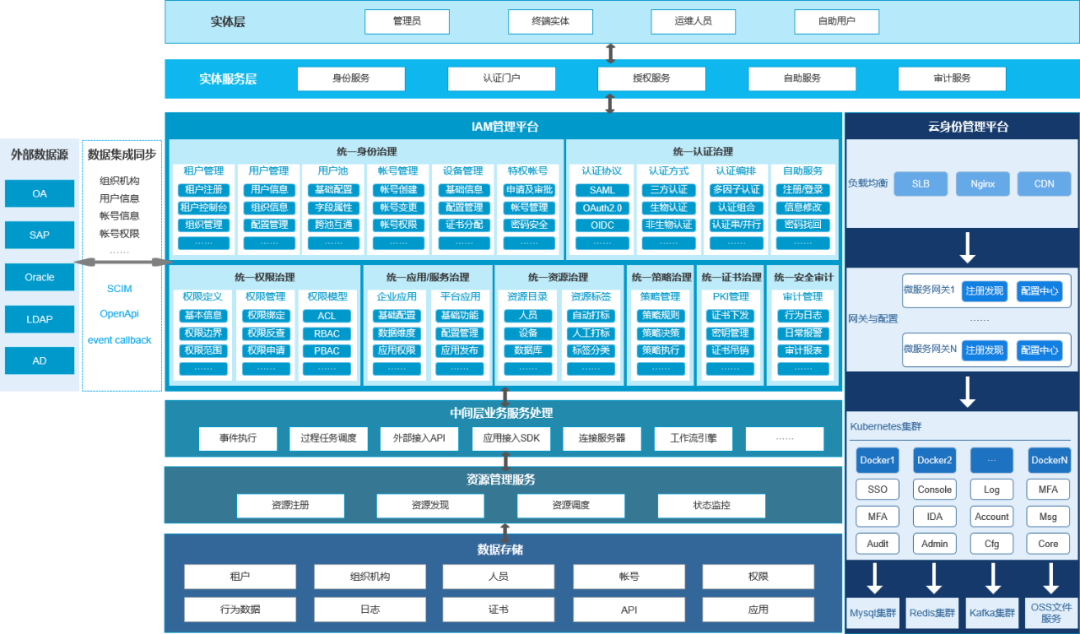 实体层
管理员
终端实体
运维人员
自助用户
实体服务层
身份服务
认证门户
授权服务
自助服务
审计服务
外部数据源
OA
SAP
Oracle
LDAP
AD
数据集成同步
组织机构
用户信息
帐号信息
帐号权限
......
SCIM
OpenApi
event callback
IAM管理平台
统一身份治理
租户管理
租户注册
租户控制台
组织管理
......
用户管理
用户信息
组织信息
配置管理
......
用户池
基础配置
字段属性
跨池互通
......
帐号管理
帐号创建
帐号变更
帐号权限
......
设备管理
基础信息
配置管理
证书分配
......
特权帐号
申请及审批
帐号管理
密码安全
......
统一认证治理
认证协议
SAML
OAuth2.0
OIDC
......
认证方式
三方认证
生物认证
非生物认证
......
认证编排
多因子认证
认证组合
认证串/并行
......
自助服务
注册/登录
信息修改
密码找回
......
统一权限治理
权限定义
基本信息
权限边界
权限范围
......
权限管理
权限绑定
权限反查
权限申请
......
权限模型
ACL
RBAC
PBAC
......
统一应用/服务治理
企业应用
基础配置
数据维度
应用权限
......
平台应用
基础功能
配置管理
应用发布
......
统一资源治理
资源目录
人员
设备
数据库
......
资源标签
自动打标
人工打标
标签分类
......
统一策略治理
策略管理
策略规则
策略决策
策略执行
......
统一证书治理
PKI管理
证书下发
密钥管理
证书吊销
......
统一安全审计
审计管理
行为日志
日常报警
审计报表
......
中间层业务服务处理
事件执行
过程任务调度
外部接入API
应用接入SDK
连接服务器
工作流引擎
......
资源管理服务
资源注册
资源发现
资源调度
状态监控
数据存储
租户
组织机构
人员
帐号
权限
行为数据
日志
证书
API
应用
云身份管理平台
负载均衡
SLB
Nginx
CDN
网关与配置
微服务网关1
注册发现
配置中心
......
微服务网关N
注册发现
配置中心
Kubernetes集群
Docker1
Docker2
...
DockerN
SSO
Console
Log
MFA
MFA
IDA
Account
Msg
Audit
Admin
Cfg
Core
Mysql集群
Redis集群
Kafka集群
OSS文件
服务